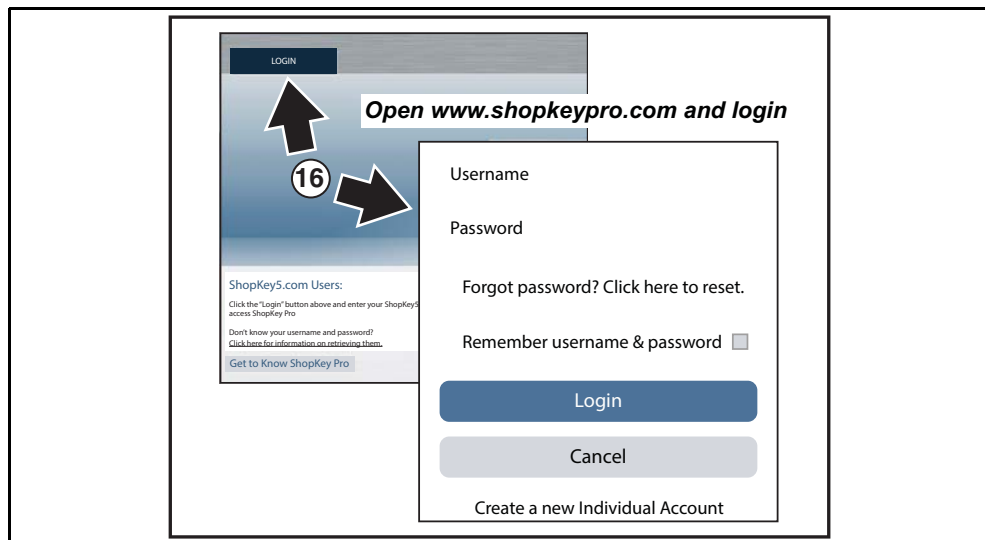 LOGIN
Open www.shopkeypro.com and login
16
Username
Password
Forgot password? Click here to reset.
Remember username & password
Login
Cancel
Create a new Individual Account
ShopKey5.com Users:
Click the "Login" button above and enter your ShopKey5
access ShopKey Pro
Don't know your username and password?
Click here for information on retrieving them.
Get to Know ShopKey Pro